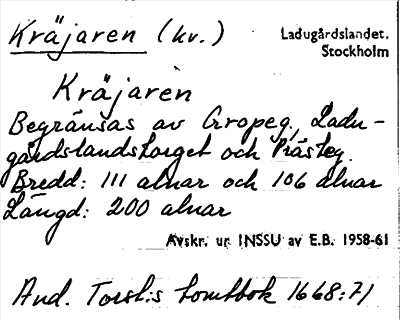 Kräjaren (kv.)
Ladugårdslandet.
Stockholm
Kräjaren
Begränsas av Gropeg., Ladu-
gårdslandstorget och Prästeg.
Bredd: 111 alnar och 106 alnar
Längd: 200 alnar
Avskr. ur INSSU av E.B. 1958-61
And. Torst:s tomtbok 1668:71